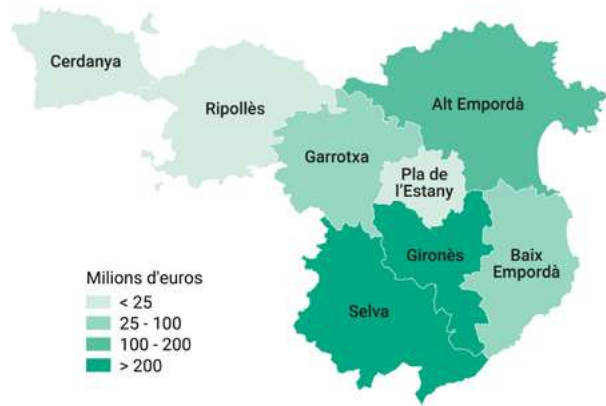 Cerdanya
Ripollès
Alt Empordà
Garrotxa
Pla de
l'Estany
Gironès
Baix
Empordà
Selva
Milions d'euros
< 25
25 - 100
100 - 200
> 200